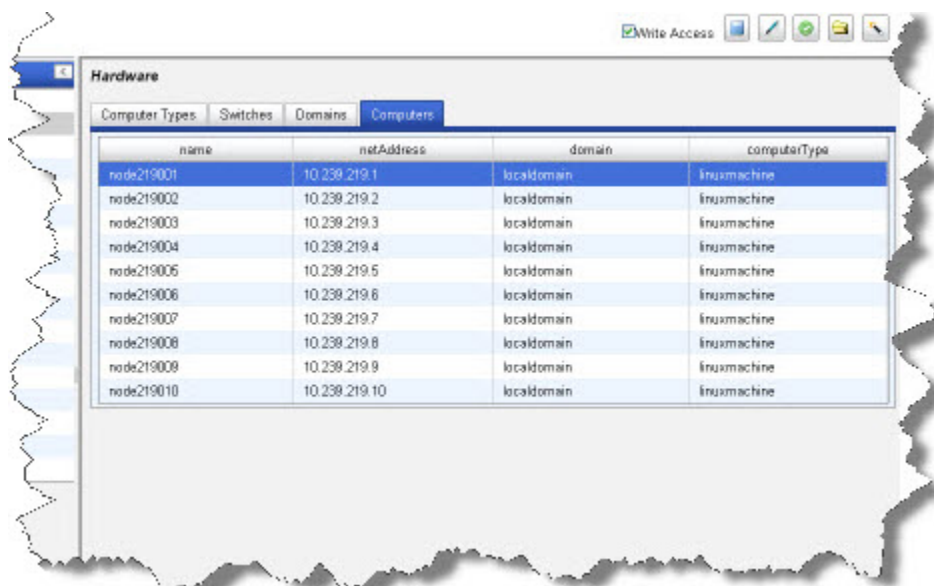 Write Access
Hardware
Computer Types Switches Domains Computers
name netAddress domain computerType
node219001 10.239.219.1 localdomain linuxmachine
node219002 10.239.219.2 localdomain linuxmachine
node219003 10.239.219.3 localdomain linuxmachine
node219004 10.239.219.4 localdomain linuxmachine
node219005 10.239.219.5 localdomain linuxmachine
node219006 10.239.219.6 localdomain linuxmachine
node219007 10.239.219.7 localdomain linuxmachine
node219008 10.239.219.8 localdomain linuxmachine
node219009 10.239.219.9 localdomain linuxmachine
node219010 10.239.219.10 localdomain linuxmachine